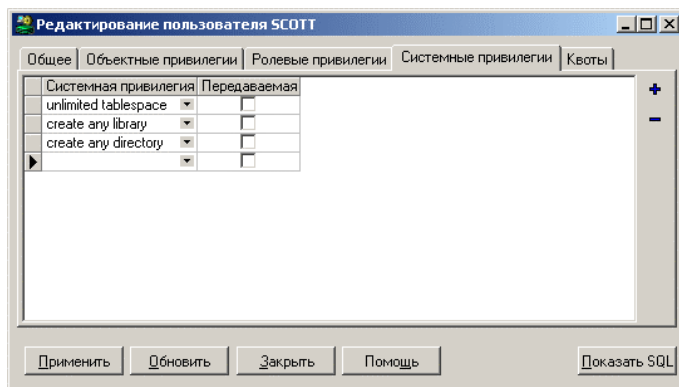 Редактирование пользователя SCOTT
Общее Объектные привилегии Ролевые привилегии Системные привилегии Квоты
Системная привилегия Передаваемая
unlimited tablespace
create any library
create any directory
Применить Обновить Закрыть Помощь Показать SQL